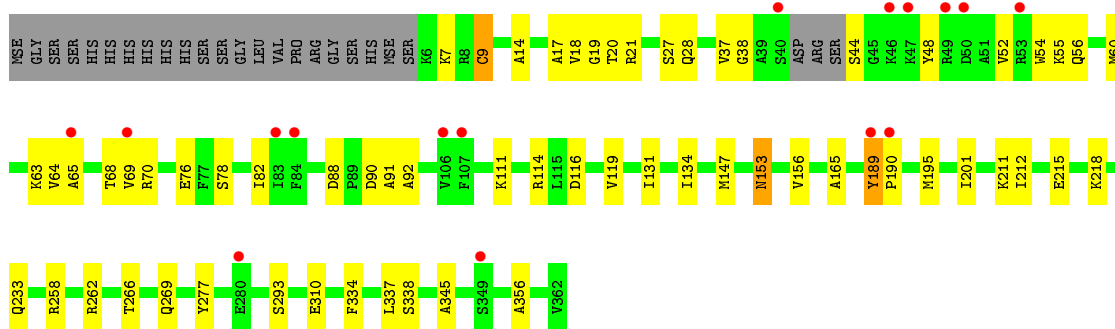 MSE GLY SER SER HIS HIS HIS HIS HIS HIS SER SER GLY LEU VAL PRO ARG GLY SER HIS MSE SER K6 K7 R8 C9 A14 A17 V18 G19 T20 R21 S27 Q28 V37 G38 A39 S40 ASP ARG SER S44 G45 K46 K47 Y48 R49 D50 A51 V52 R53 W54 K55 Q56 M60
K63 V64 A65 T68 V69 R70 E76 F77 S78 I82 I83 F84 D88 P89 D90 A91 A92 V106 F107 K111 R114 L115 D116 V119 I131 I134 M147 N153 V156 A165 Y189 P190 M195 I201 K211 I212 E215 K218
Q233 R258 R262 T266 Q269 Y277 E280 S293 E310 F334 L337 S338 A345 S349 A356 V362